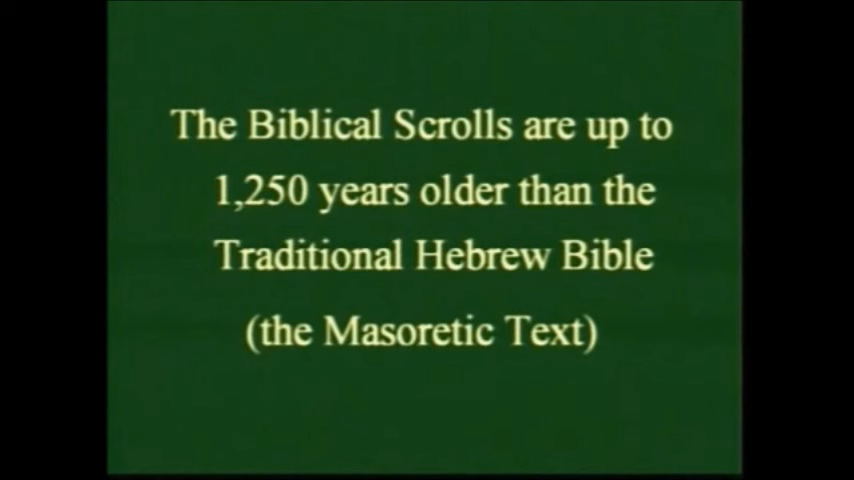 The Biblical Scrolls are up to
1,250 years older than the
Traditional Hebrew Bible
(the Masoretic Text)